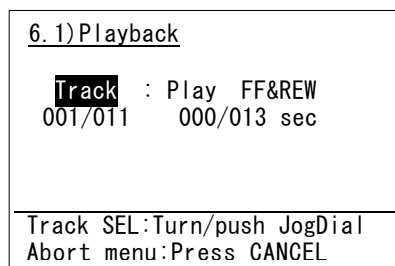 6.1)Playback
Track : Play FF&REW
001/011 000/013 sec
Track SEL:Turn/push JogDial
Abort menu:Press CANCEL